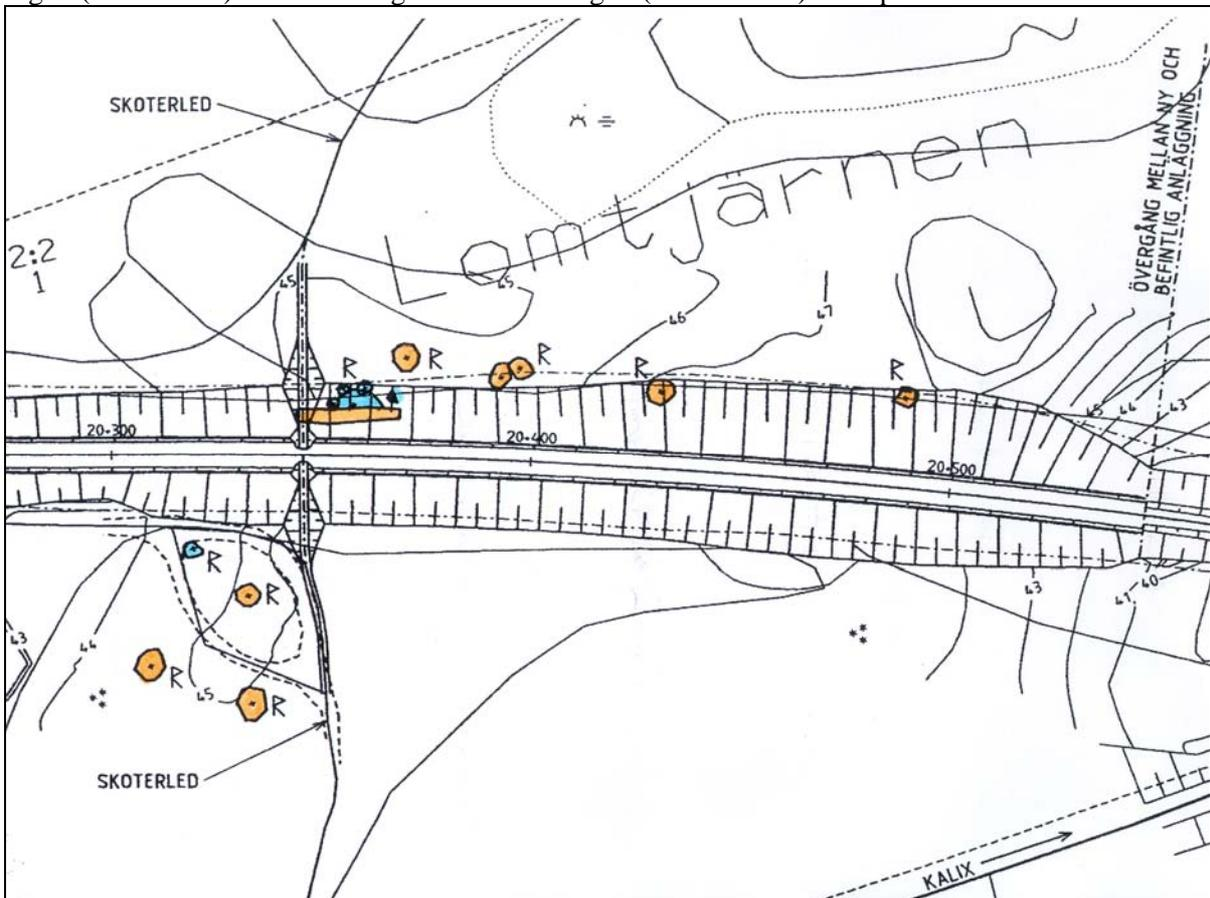 SKOTERLED
Lomtjärnen
ÖVERGÅNG MELLAN NY OCH
BEFINTLIG ANLÄGGNING
2:2
1
45
45
46
47
R
R
R
R
R
45
44
43
20+300
20+400
20+500
R
R
R
R
43
44
45
43
41
40
SKOTERLED
KALIX